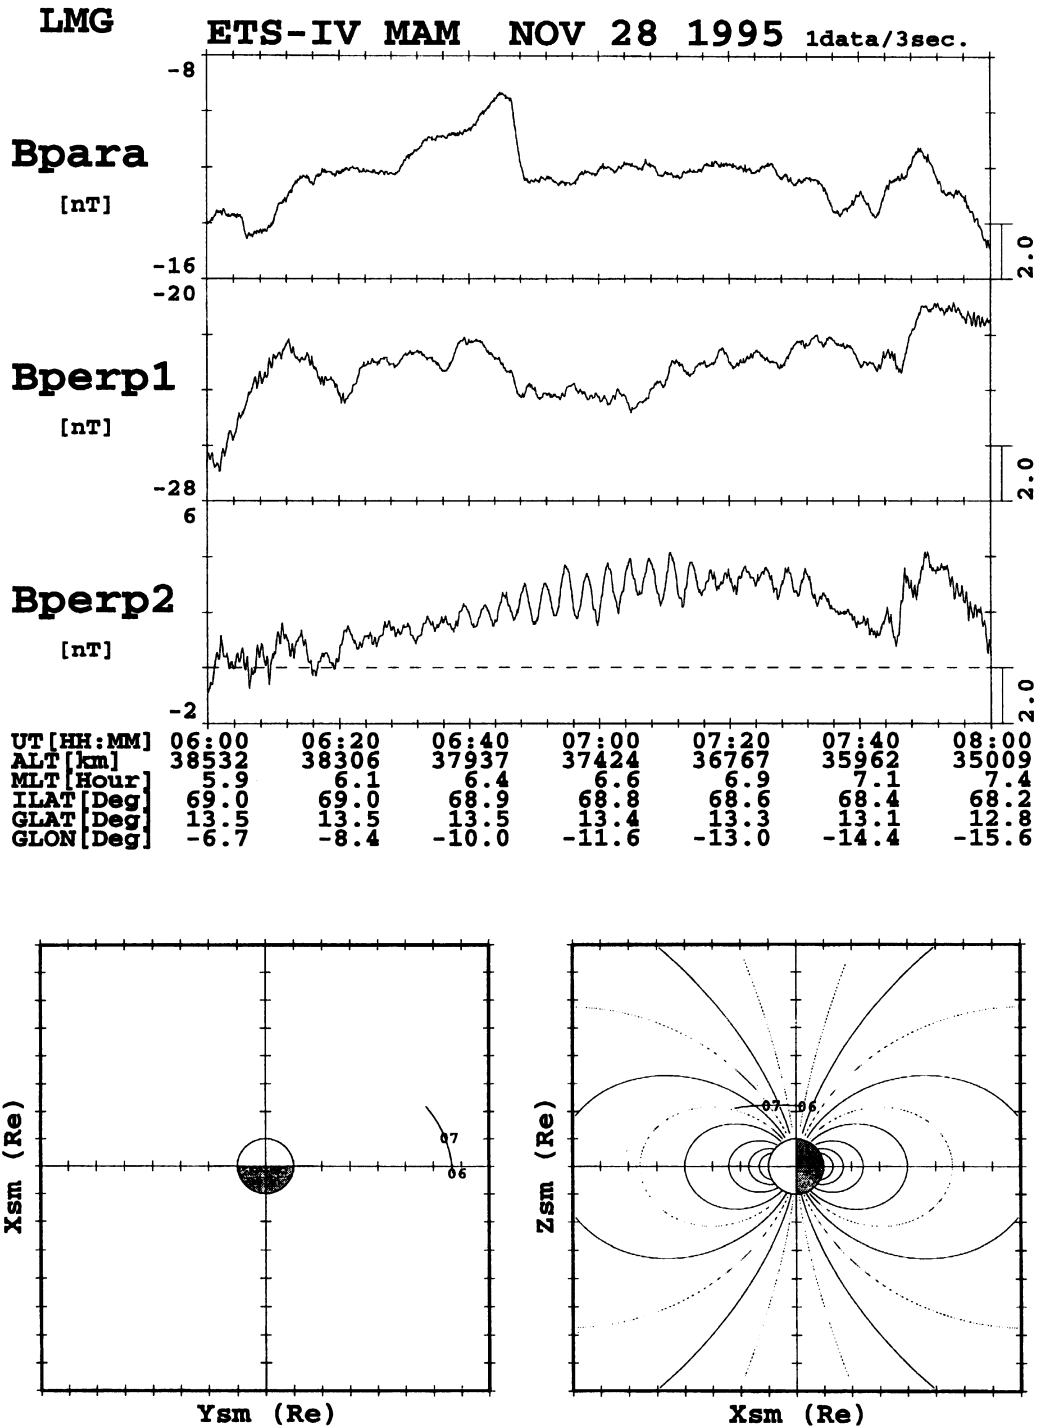 LMG
ETS-IV MAM NOV 28 1995 1data/3sec.
-8
Bpara
[nT]
-16
2.0
-20
Bperp1
[nT]
-28
2.0
6
Bperp2
[nT]
-2
2.0
UT[HH:MM] 06:00 06:20 06:40 07:00 07:20 07:40 08:00
ALT[km] 38532 38306 37937 37424 36767 35962 35009
MLT[Hour] 5.9 6.1 6.4 6.6 6.9 7.1 7.4
ILAT[Deg] 69.0 69.0 68.9 68.8 68.6 68.4 68.2
GLAT[Deg] 13.5 13.5 13.5 13.4 13.3 13.1 12.8
GLON[Deg] -6.7 -8.4 -10.0 -11.6 -13.0 -14.4 -15.6
Xsm (Re)
07
06
Ysm (Re)
Zsm (Re)
07 06
Xsm (Re)